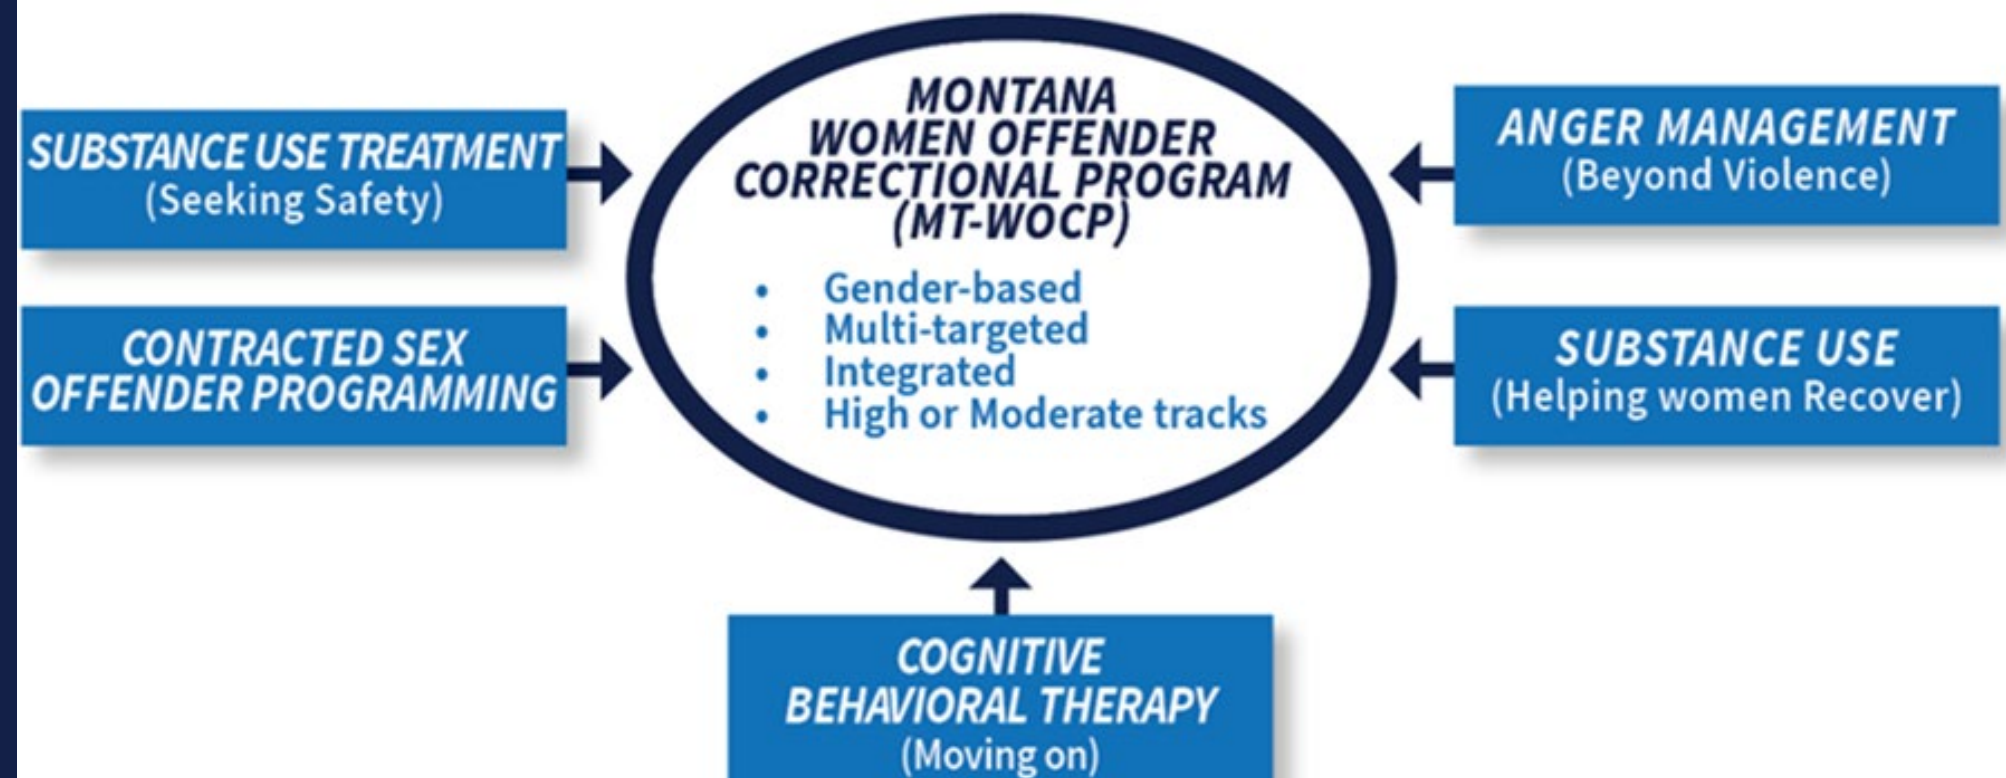 SUBSTANCE USE TREATMENT
(Seeking Safety)
CONTRACTED SEX
OFFENDER PROGRAMMING
MONTANA
WOMEN OFFENDER
CORRECTIONAL PROGRAM
(MT-WOCP)
• Gender-based
• Multi-targeted
• Integrated
• High or Moderate tracks
ANGER MANAGEMENT
(Beyond Violence)
SUBSTANCE USE
(Helping women Recover)
COGNITIVE
BEHAVIORAL THERAPY
(Moving on)